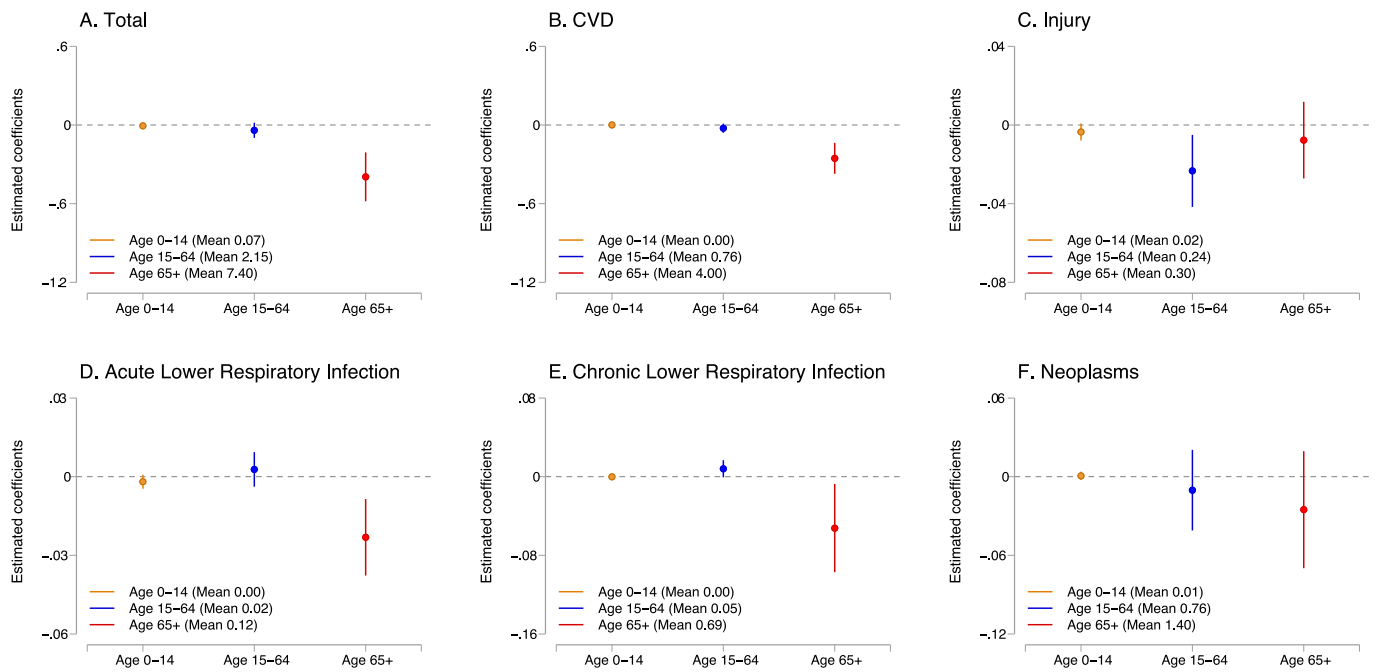 A. Total
Estimated coefficients
.6
0
−.6
−1.2
Age 0−14 (Mean 0.07)
Age 15−64 (Mean 2.15)
Age 65+ (Mean 7.40)
Age 0−14 Age 15−64 Age 65+
B. CVD
Estimated coefficients
.6
0
−.6
−1.2
Age 0−14 (Mean 0.00)
Age 15−64 (Mean 0.76)
Age 65+ (Mean 4.00)
Age 0−14 Age 15−64 Age 65+
C. Injury
Estimated coefficients
.04
0
−.04
−.08
Age 0−14 (Mean 0.02)
Age 15−64 (Mean 0.24)
Age 65+ (Mean 0.30)
Age 0−14 Age 15−64 Age 65+
D. Acute Lower Respiratory Infection
Estimated coefficients
.03
0
−.03
−.06
Age 0−14 (Mean 0.00)
Age 15−64 (Mean 0.02)
Age 65+ (Mean 0.12)
Age 0−14 Age 15−64 Age 65+
E. Chronic Lower Respiratory Infection
Estimated coefficients
.08
0
−.08
−.16
Age 0−14 (Mean 0.00)
Age 15−64 (Mean 0.05)
Age 65+ (Mean 0.69)
Age 0−14 Age 15−64 Age 65+
F. Neoplasms
Estimated coefficients
.06
0
−.06
−.12
Age 0−14 (Mean 0.01)
Age 15−64 (Mean 0.76)
Age 65+ (Mean 1.40)
Age 0−14 Age 15−64 Age 65+